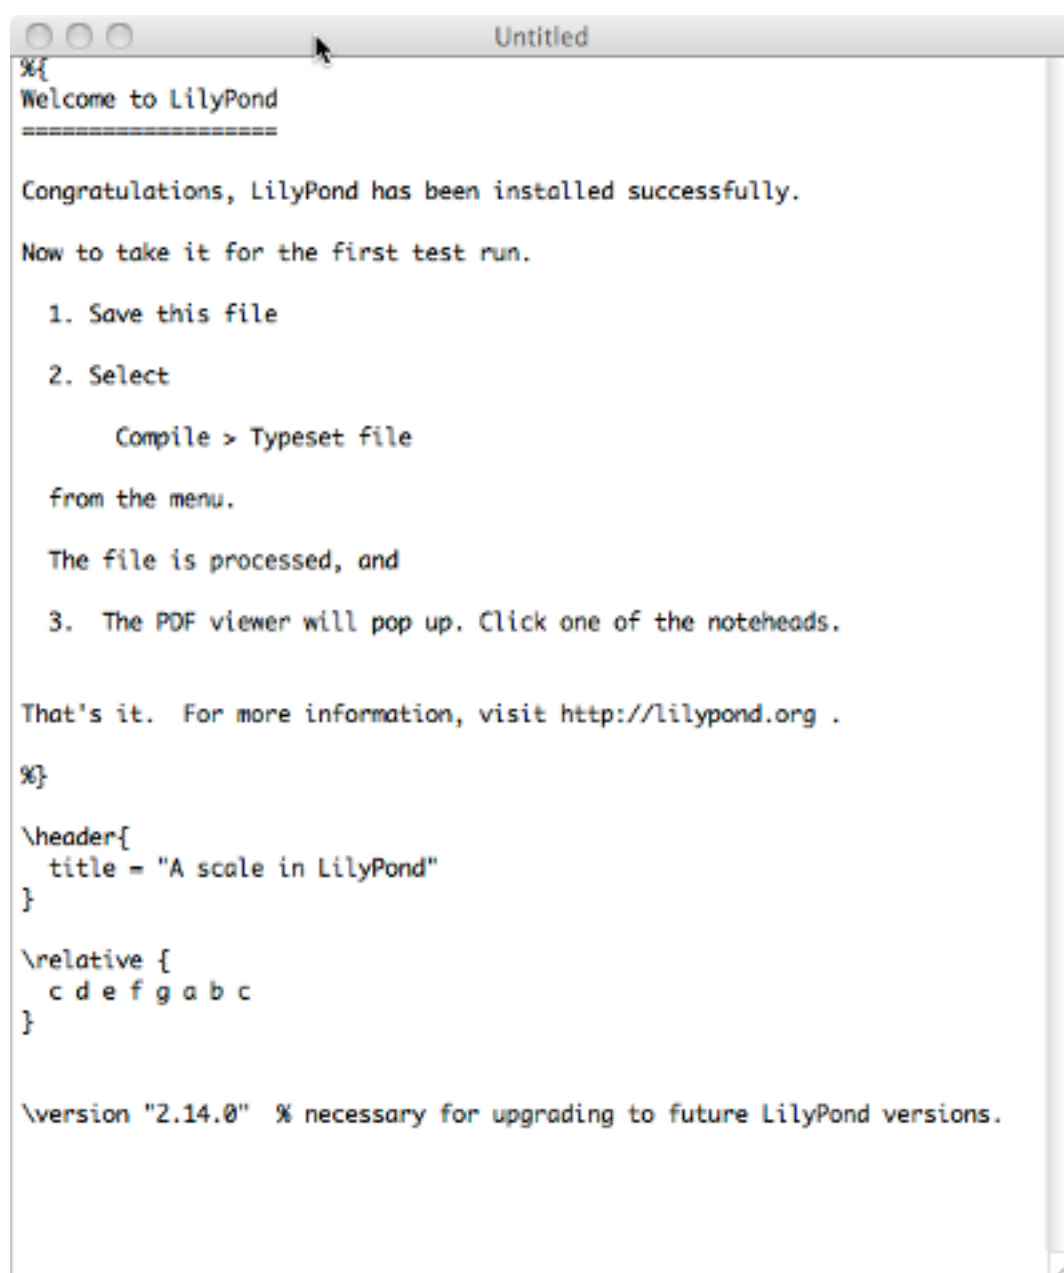 Untitled
%{
Welcome to LilyPond
===================
Congratulations, LilyPond has been installed successfully.
Now to take it for the first test run.
1. Save this file
2. Select
Compile > Typeset file
from the menu.
The file is processed, and
3.  The PDF viewer will pop up. Click one of the noteheads.
That's it.  For more information, visit http://lilypond.org .
%}
\header{
title = "A scale in LilyPond"
}
\relative {
c d e f g a b c
}
\version "2.14.0"  % necessary for upgrading to future LilyPond versions.